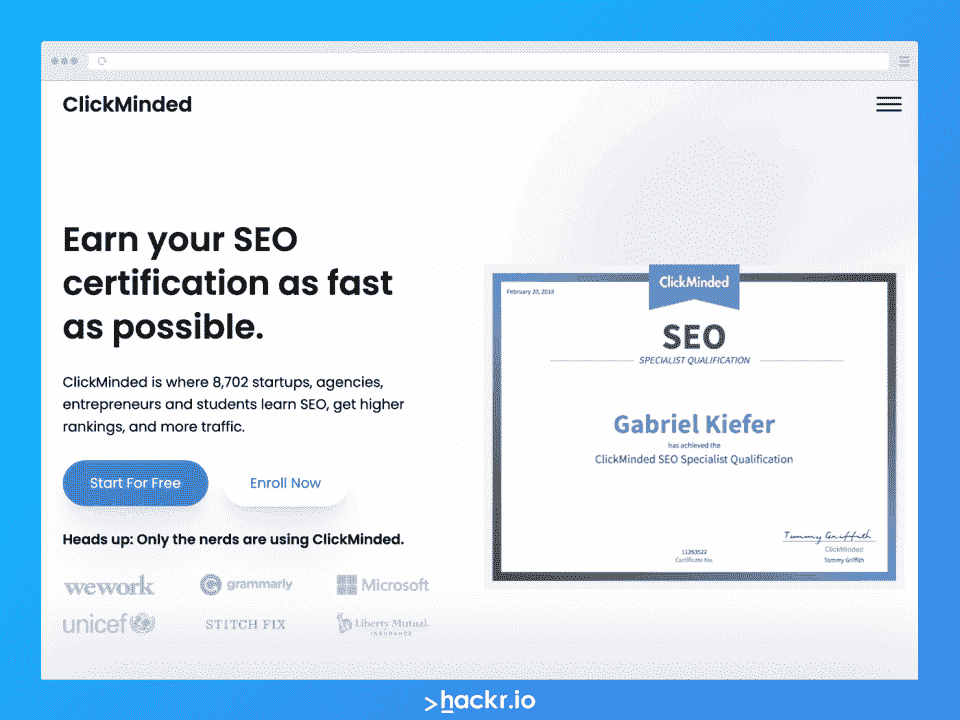 ClickMinded
Earn your SEO
certification as fast
as possible.
ClickMinded is where 8,702 startups, agencies,
entrepreneurs and students learn SEO, get higher
rankings, and more traffic.
Start For Free
Enroll Now
Heads up: Only the nerds are using ClickMinded.
wework
grammarly
Microsoft
unicef
STITCH FIX
Liberty Mutual.
INSURANCE
February 20, 2018
ClickMinded
SEO
SPECIALIST QUALIFICATION
Gabriel Kiefer
has achieved the
ClickMinded SEO Specialist Qualification
11263522
Certificate No.
Tommy Griffith
ClickMinded
Tommy Griffith
>hackr.io